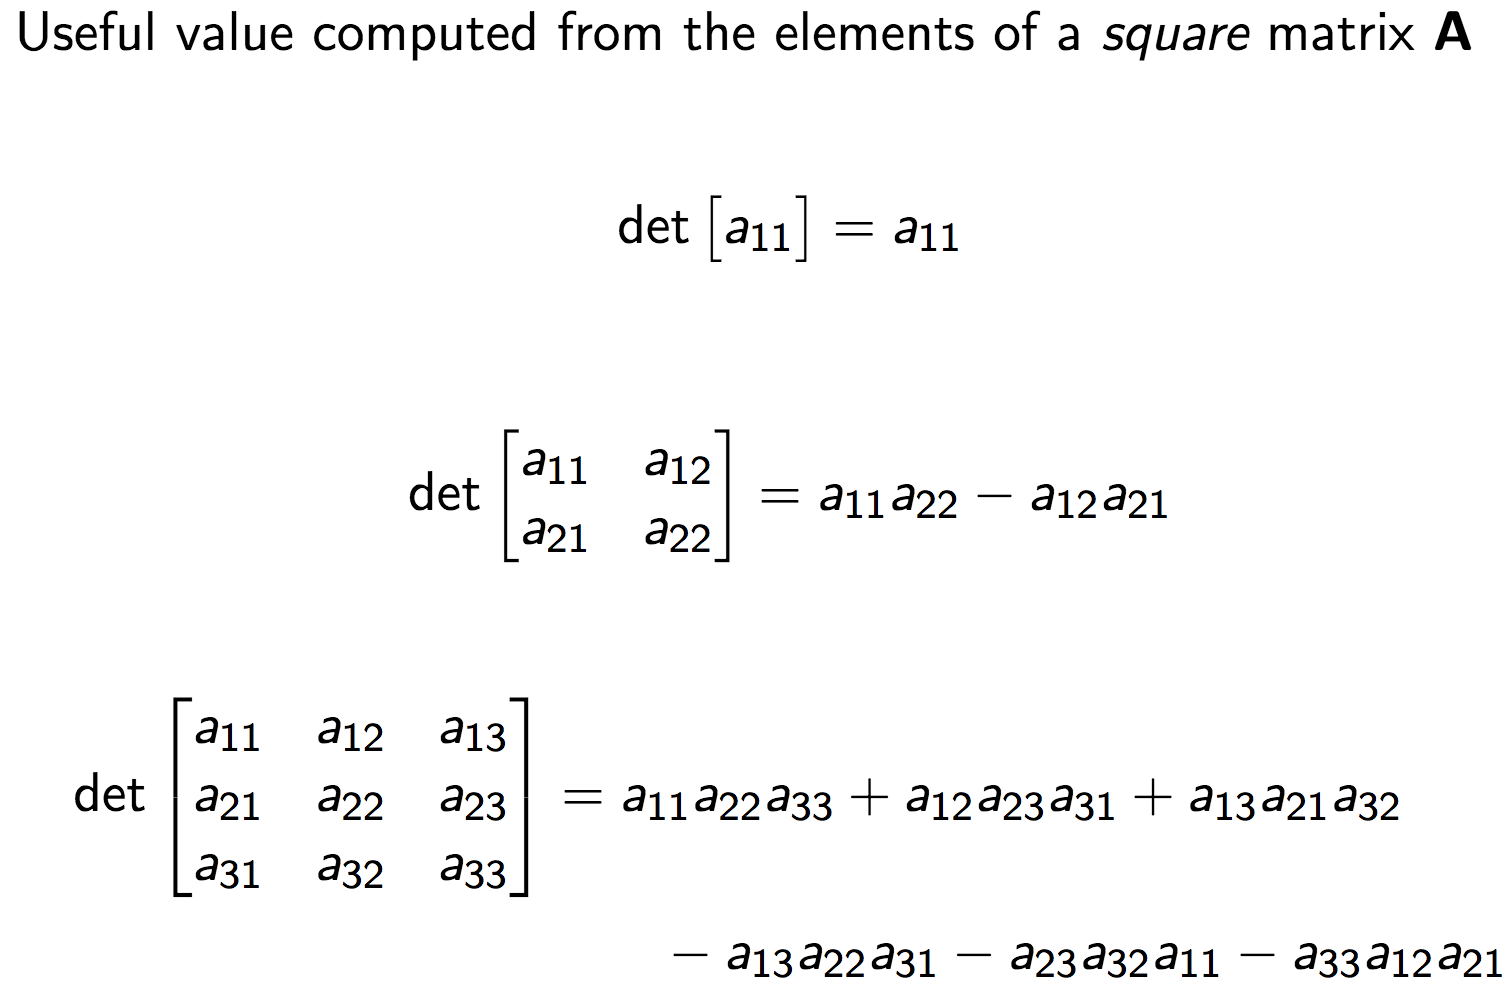 Useful value computed from the elements of a square matrix A
det [a11] = a11
det [a11 a12
a21 a22] = a11a22 − a12a21
det [a11 a12 a13
a21 a22 a23
a31 a32 a33] = a11a22a33 + a12a23a31 + a13a21a32
− a13a22a31 − a23a32a11 − a33a12a21